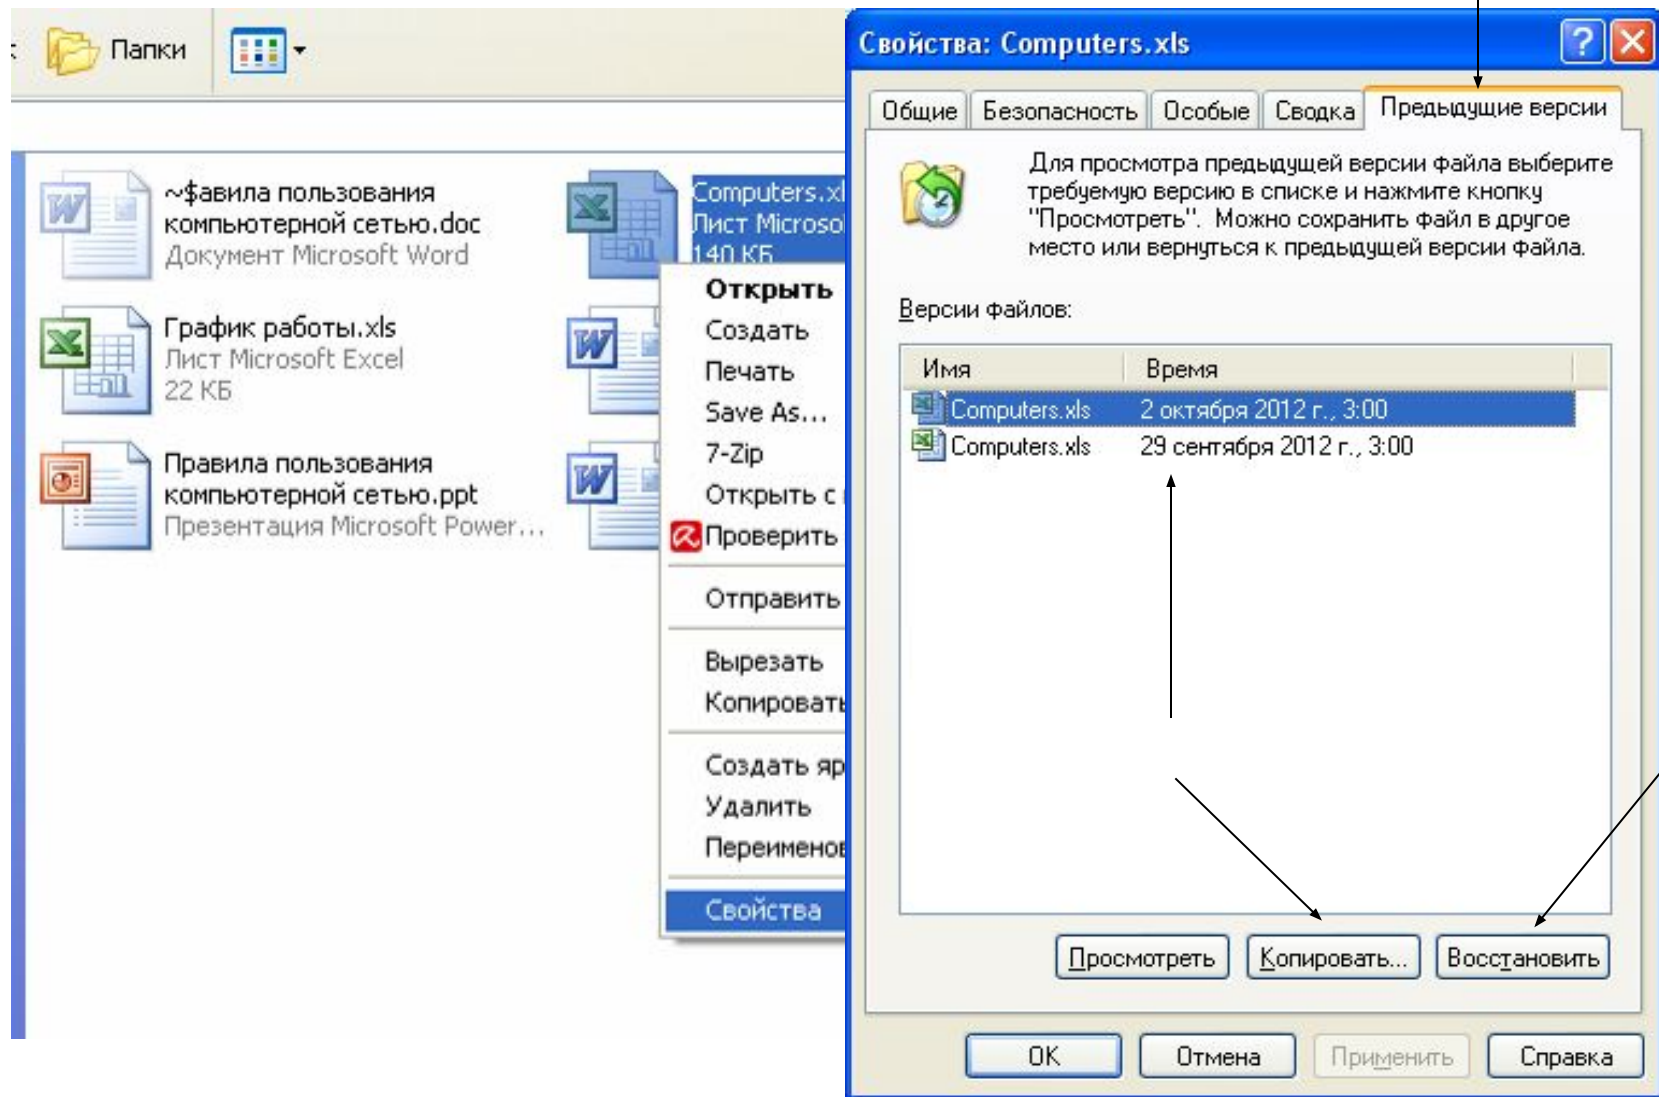 Папки
~$авила пользования
компьютерной сетью.doc
Документ Microsoft Word
График работы.xls
Лист Microsoft Excel
22 КБ
Правила пользования
компьютерной сетью.ppt
Презентация Microsoft Power...
Computers.xl
Лист Microso
140 КБ
Открыть
Создать
Печать
Save As...
7-Zip
Открыть с
Проверить
Отправить
Вырезать
Копировать
Создать яр
Удалить
Переименов
Свойства
Свойства: Computers.xls
Общие Безопасность Особые Сводка Предыдущие версии
Для просмотра предыдущей версии файла выберите
требуемую версию в списке и нажмите кнопку
"Просмотреть". Можно сохранить файл в другое
место или вернуться к предыдущей версии файла.
Версии файлов:
Имя Время
Computers.xls 2 октября 2012 г., 3:00
Computers.xls 29 сентября 2012 г., 3:00
Просмотреть Копировать... Восстановить
OK Отмена Применить Справка